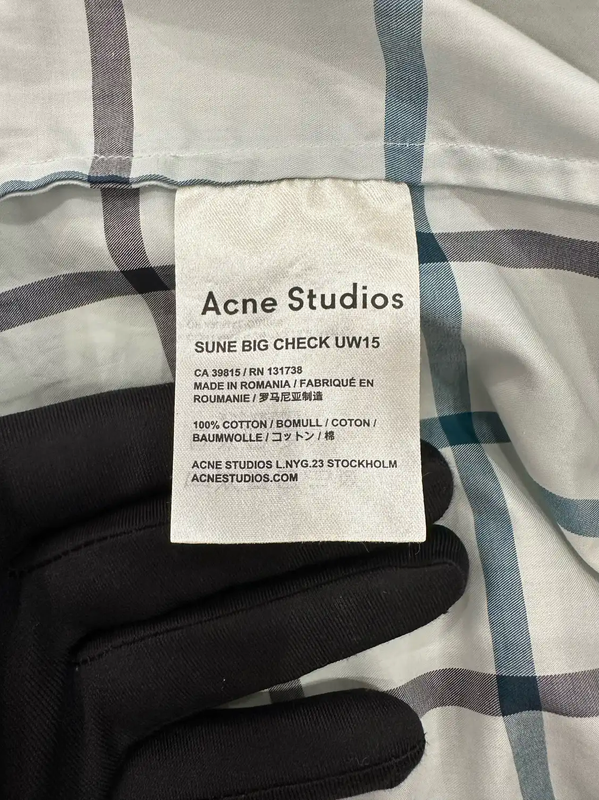 Acne Studios
SUNE BIG CHECK UW15
CA 39815 / RN 131738
MADE IN ROMANIA / FABRIQUÉ EN
ROUMANIE / 罗马尼亚制造
100% COTTON / BOMULL / COTON /
BAUMWOLLE / コットン / 棉
ACNE STUDIOS L.NYG.23 STOCKHOLM
ACNESTUDIOS.COM